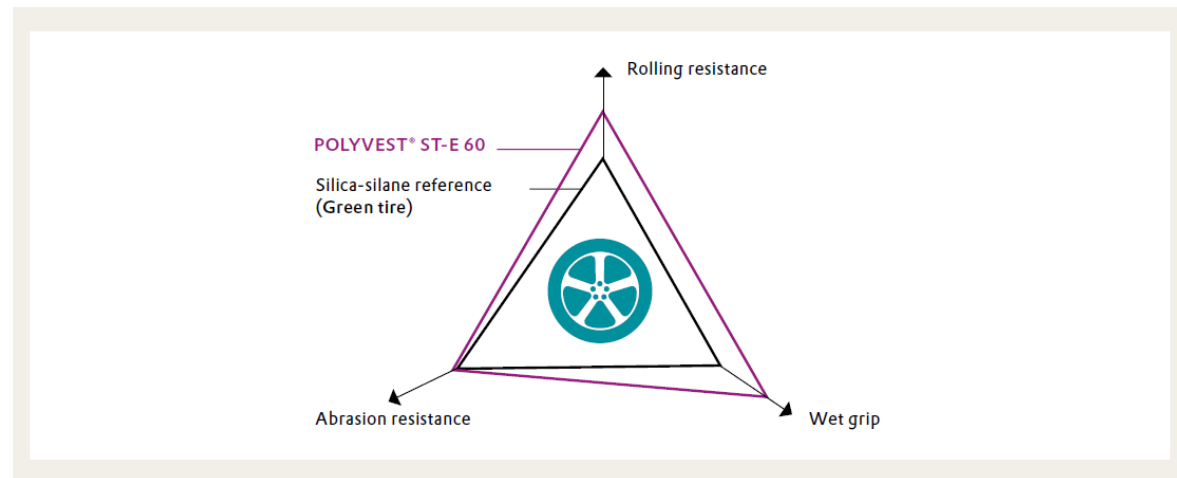 Rolling resistance
POLYVEST® ST-E 60
Silica-silane reference
(Green tire)
Abrasion resistance
Wet grip